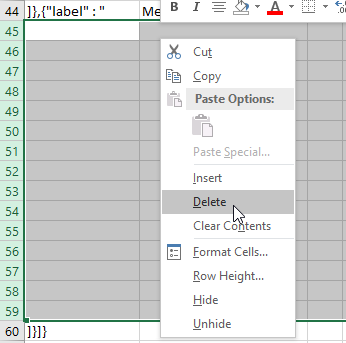 44 ]},{"label" : " Me
B I A
45
46 Cut
47 Copy
48 Paste Options:
49
50
51 Paste Special...
52 Insert
53 Delete
54 Clear Contents
55
56 Format Cells...
57 Row Height...
58 Hide
59 Unhide
60 ]}]}